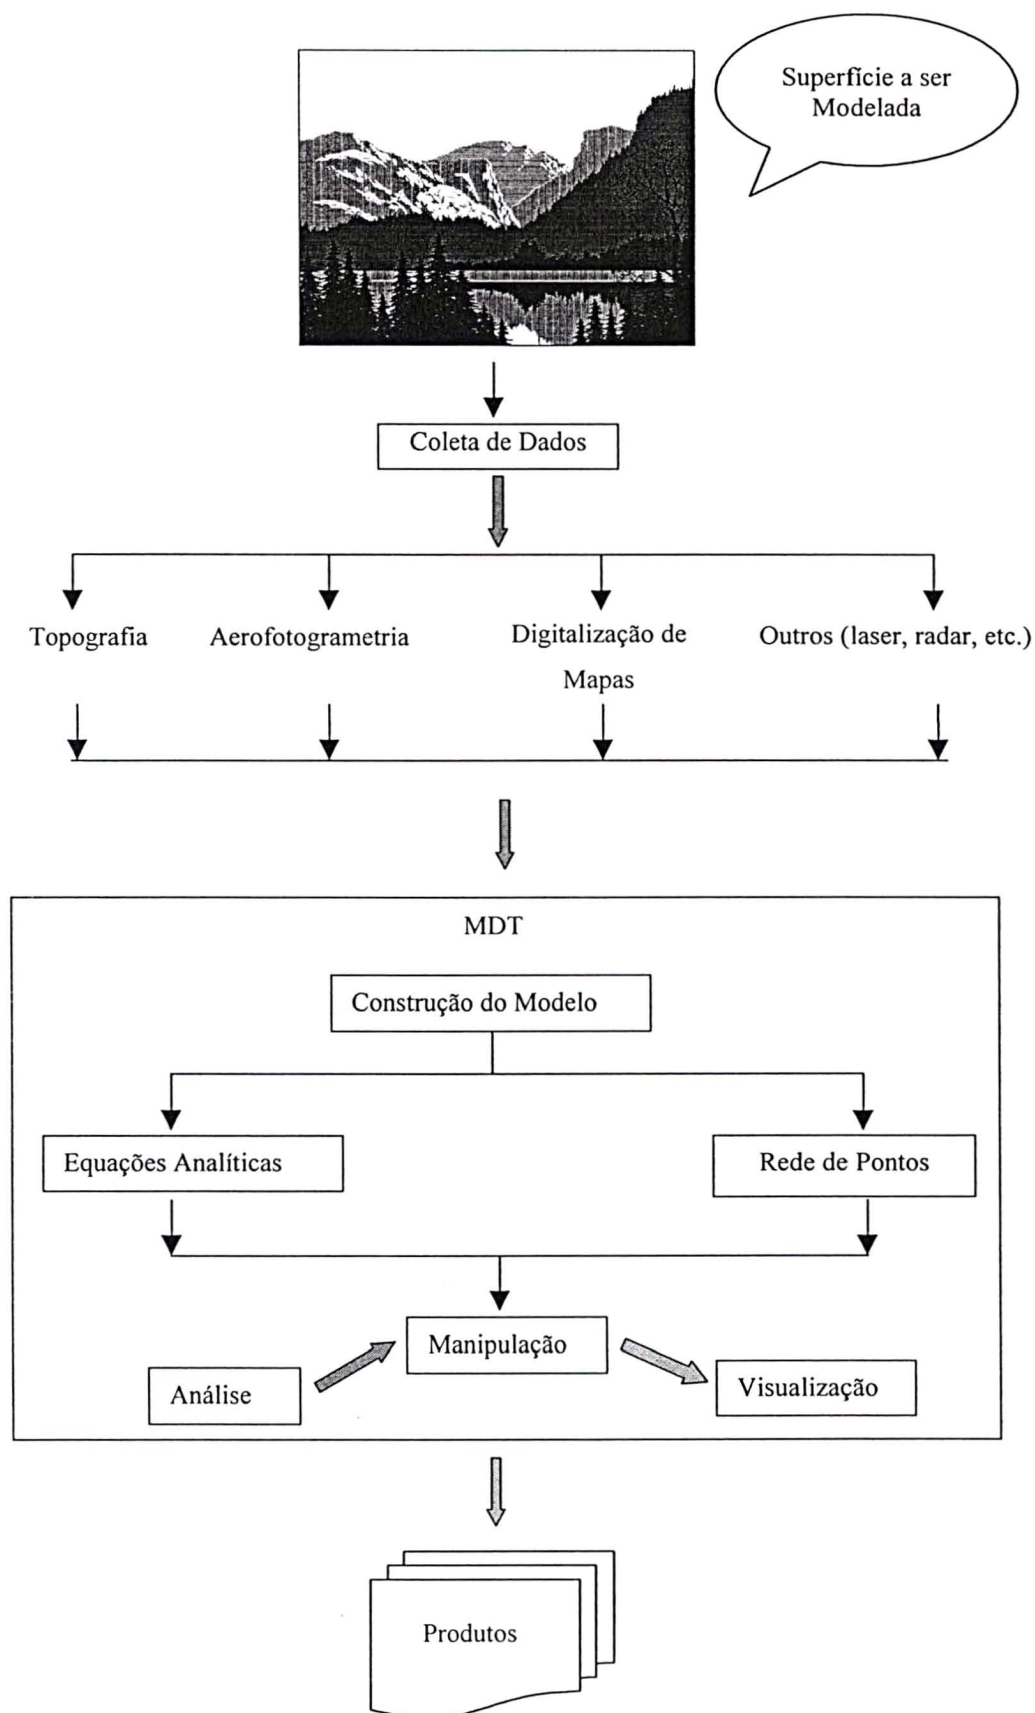 Superfície a ser
Modelada
Coleta de Dados
Topografia
Aerofotogrametria
Digitalização de
Mapas
Outros (laser, radar, etc.)
MDT
Construção do Modelo
Equações Analíticas
Rede de Pontos
Manipulação
Análise
Visualização
Produtos